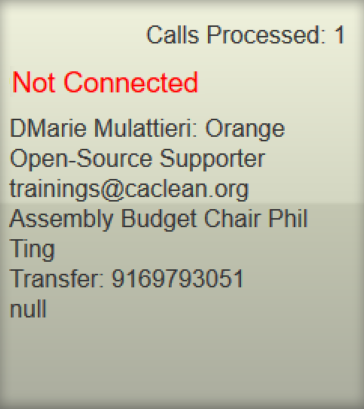 Calls Processed: 1
Not Connected
DMarie Mulattieri: Orange
Open-Source Supporter
trainings@caclean.org
Assembly Budget Chair Phil
Ting
Transfer: 9169793051
null